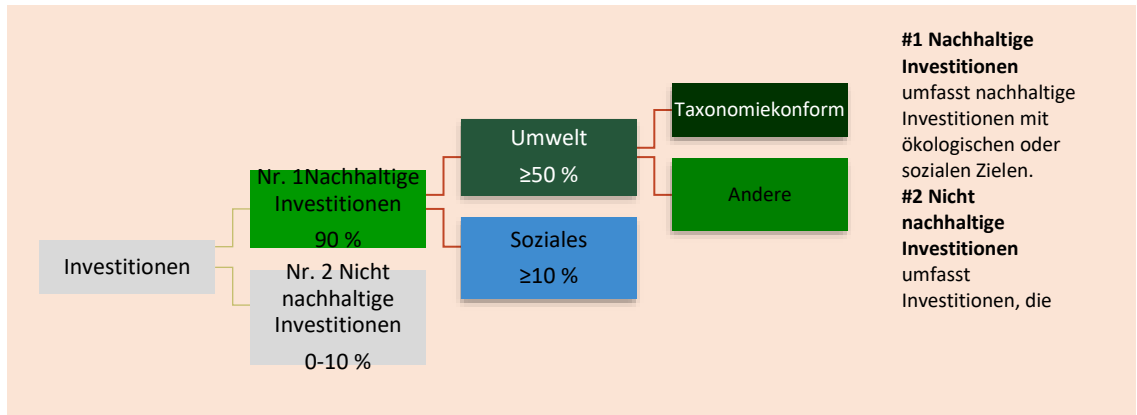 Investitionen
Nr. 1Nachhaltige
Investitionen
90 %
Nr. 2 Nicht
nachhaltige
Investitionen
0-10 %
Umwelt
≥50 %
Soziales
≥10 %
Taxonomiekonform
Andere
#1 Nachhaltige
Investitionen
umfasst nachhaltige
Investitionen mit
ökologischen oder
sozialen Zielen.
#2 Nicht
nachhaltige
Investitionen
umfasst
Investitionen, die